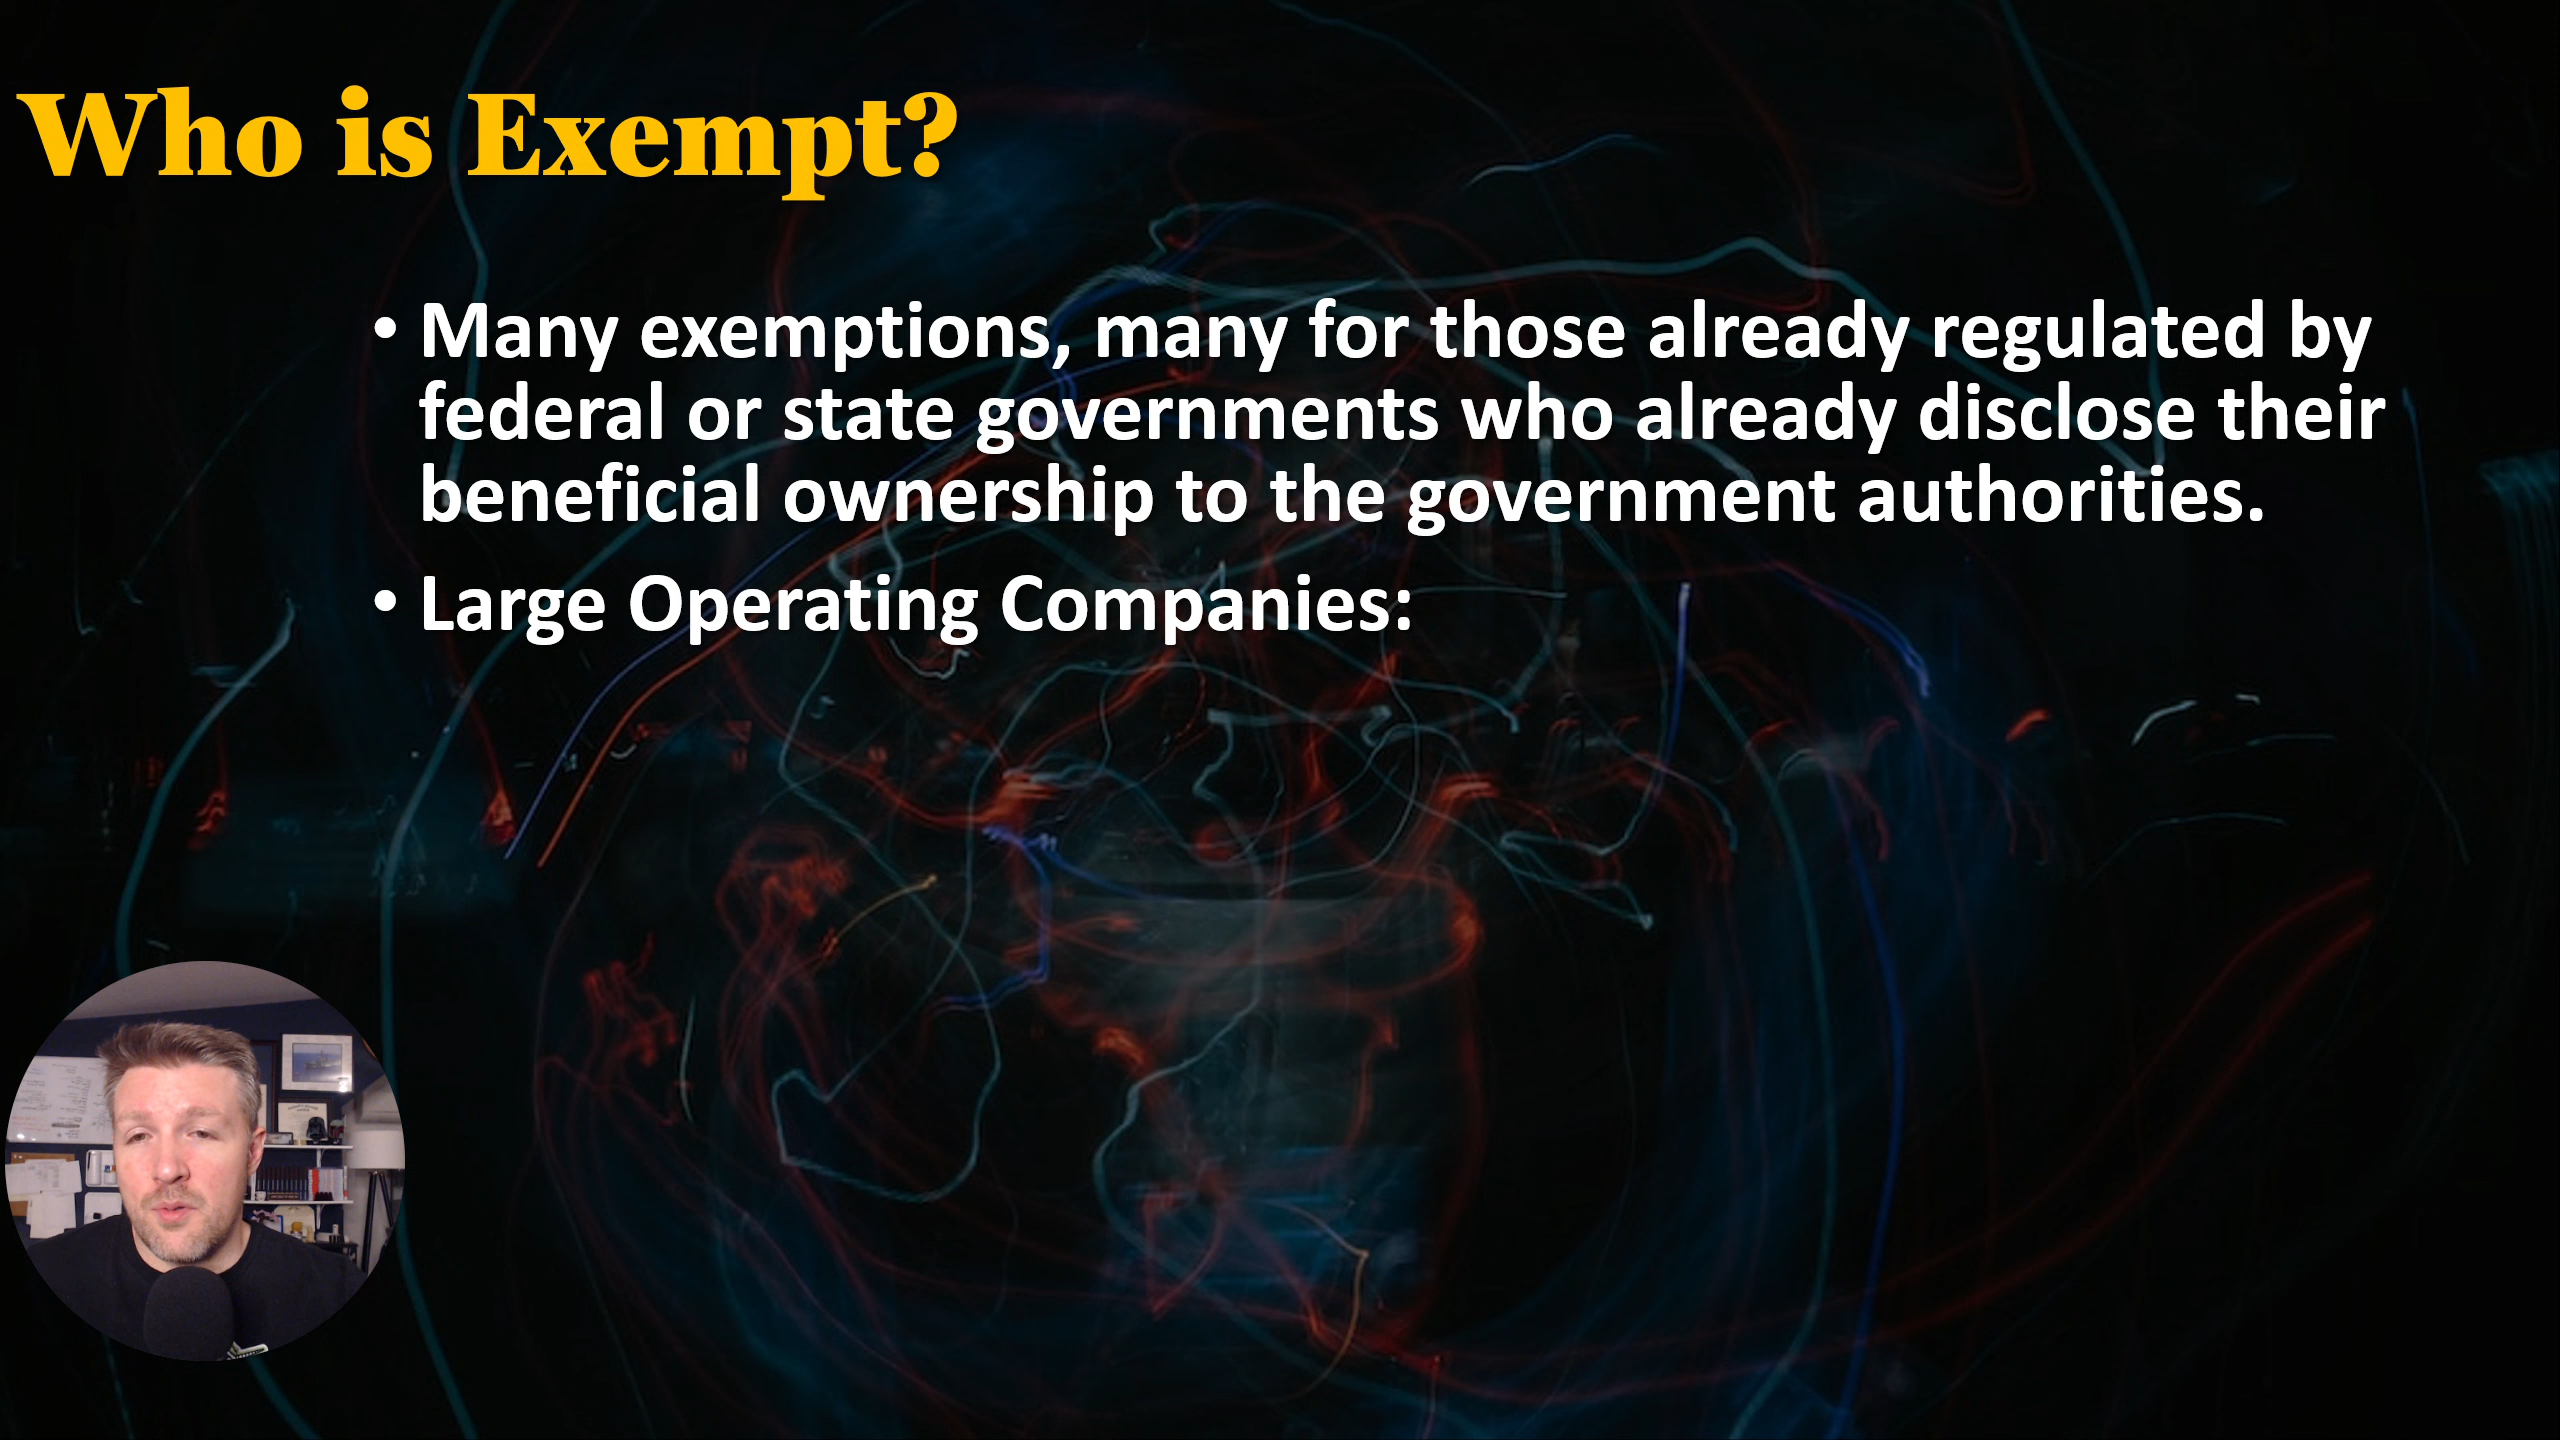 Who is Exempt?
• Many exemptions, many for those already regulated by
federal or state governments who already disclose their
beneficial ownership to the government authorities.
• Large Operating Companies: